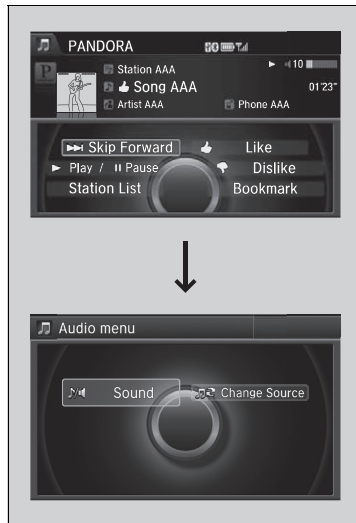 PANDORA
Station AAA
10
Song AAA
01'23"
Artist AAA Phone AAA
Skip Forward Like
Play / Pause Dislike
Station List Bookmark
Audio menu
Sound Change Source